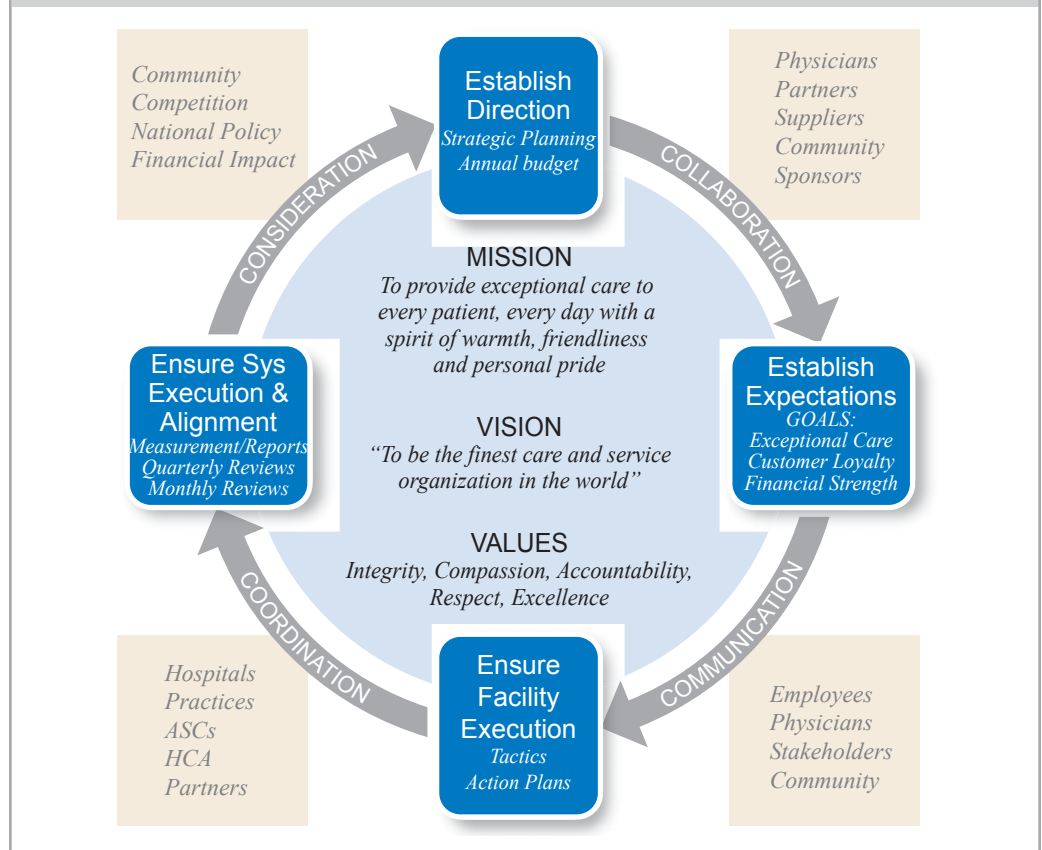 Community
Competition
National Policy
Financial Impact
Establish
Direction
Strategic Planning
Annual budget
Physicians
Partners
Suppliers
Community
Sponsors
CONSIDERATION
COLLABORATION
MISSION
To provide exceptional care to
every patient, every day with a
spirit of warmth, friendliness
and personal pride
Ensure Sys
Execution &
Alignment
Measurement/Reports
Quarterly Reviews
Monthly Reviews
VISION
“To be the finest care and service
organization in the world”
Establish
Expectations
GOALS:
Exceptional Care
Customer Loyalty
Financial Strength
VALUES
Integrity, Compassion, Accountability,
Respect, Excellence
COORDINATION
COMMUNICATION
Hospitals
Practices
ASCs
HCA
Partners
Ensure
Facility
Execution
Tactics
Action Plans
Employees
Physicians
Stakeholders
Community